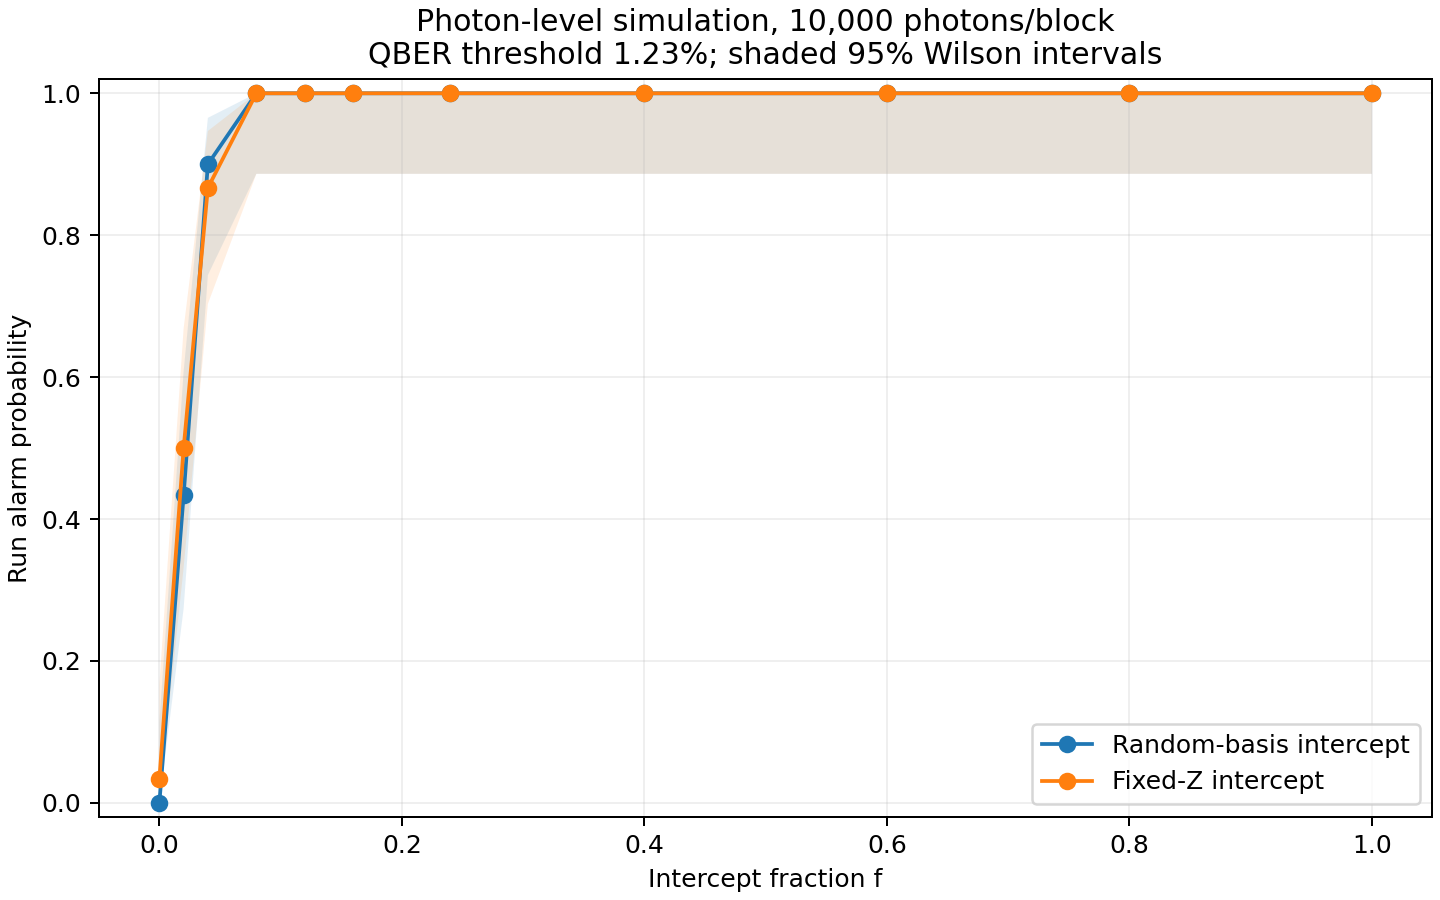 Photon-level simulation, 10,000 photons/block
QBER threshold 1.23%; shaded 95% Wilson intervals
Run alarm probability
1.0
0.8
0.6
0.4
0.2
0.0
Random-basis intercept
Fixed-Z intercept
0.0 0.2 0.4 0.6 0.8 1.0
Intercept fraction f